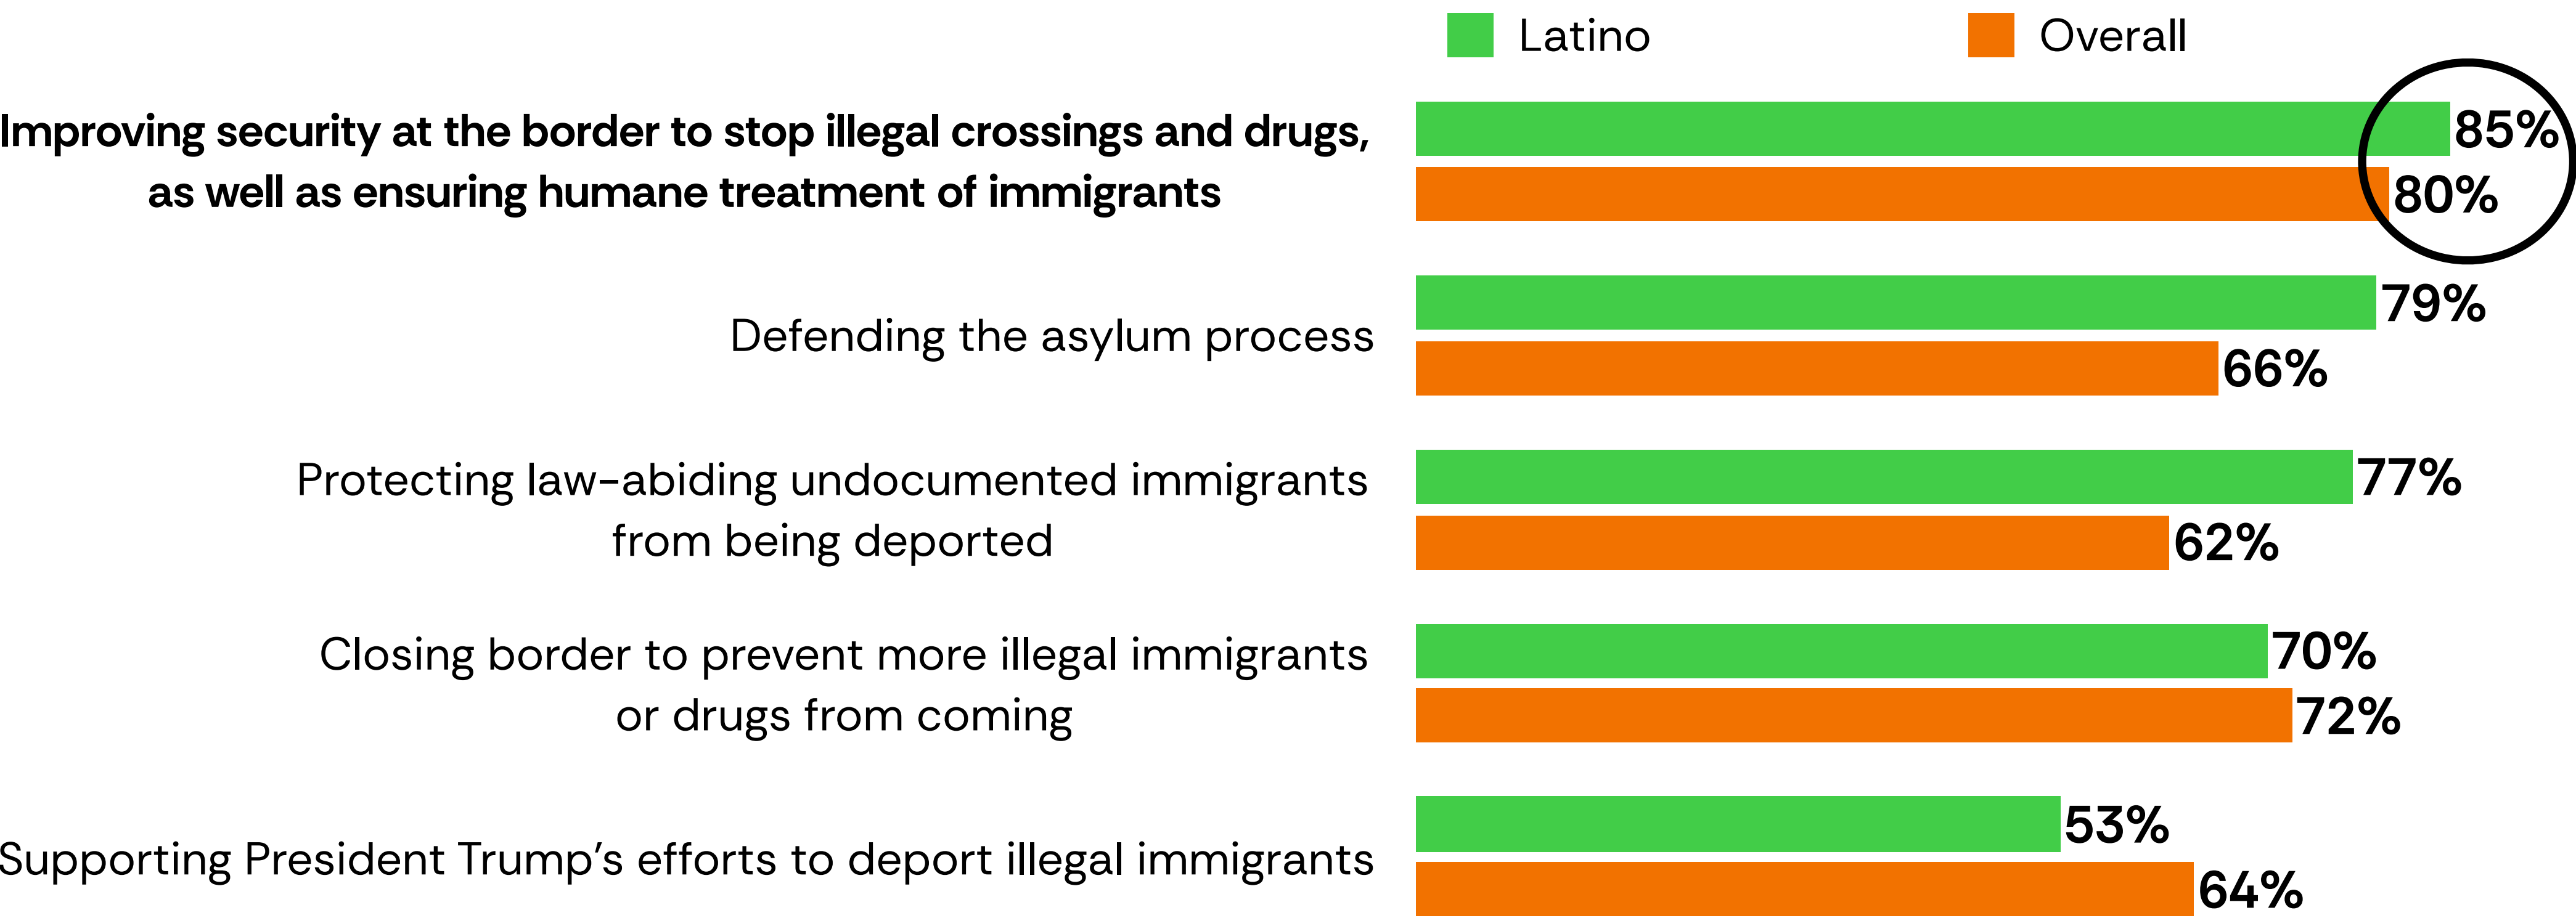 Latino
Overall
Improving security at the border to stop illegal crossings and drugs,
as well as ensuring humane treatment of immigrants
85%
80%
Defending the asylum process
79%
66%
Protecting law-abiding undocumented immigrants
from being deported
77%
62%
Closing border to prevent more illegal immigrants
or drugs from coming
70%
72%
Supporting President Trump’s efforts to deport illegal immigrants
53%
64%